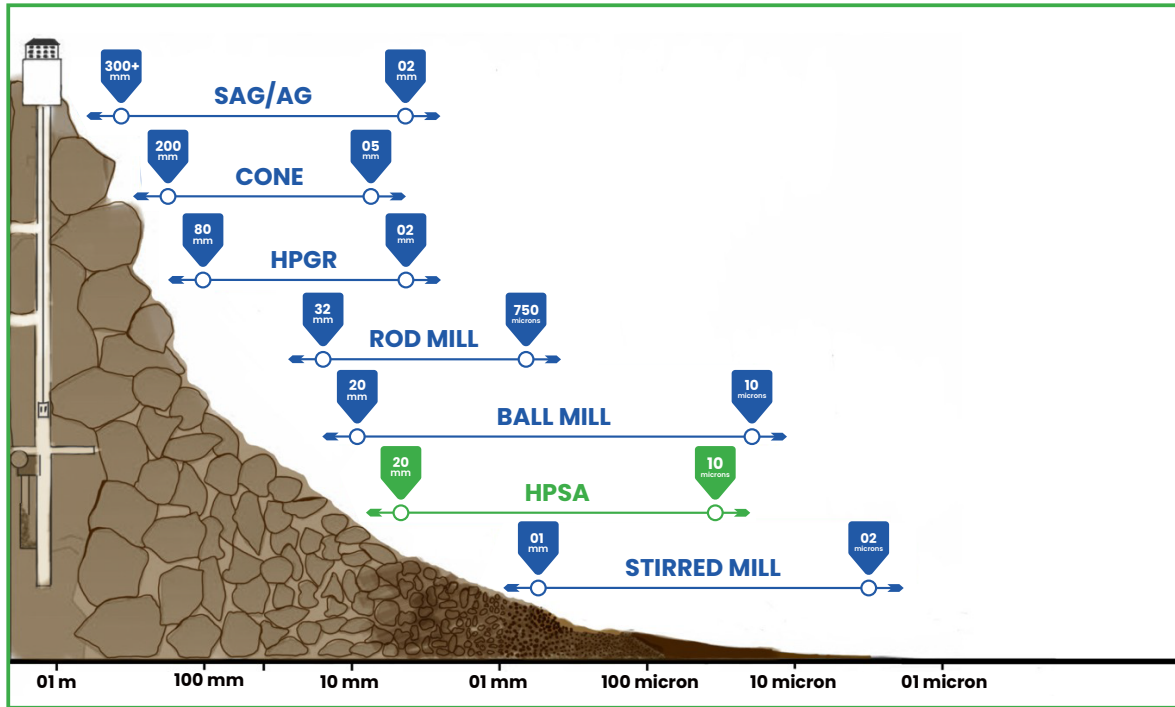 300+
mm
02
mm
SAG/AG
200
mm
05
mm
CONE
80
mm
02
mm
HPGR
32
mm
750
microns
ROD MILL
20
mm
10
microns
BALL MILL
20
mm
10
microns
HPSA
01
mm
02
microns
STIRRED MILL
01 m
100 mm
10 mm
01 mm
100 micron
10 micron
01 micron